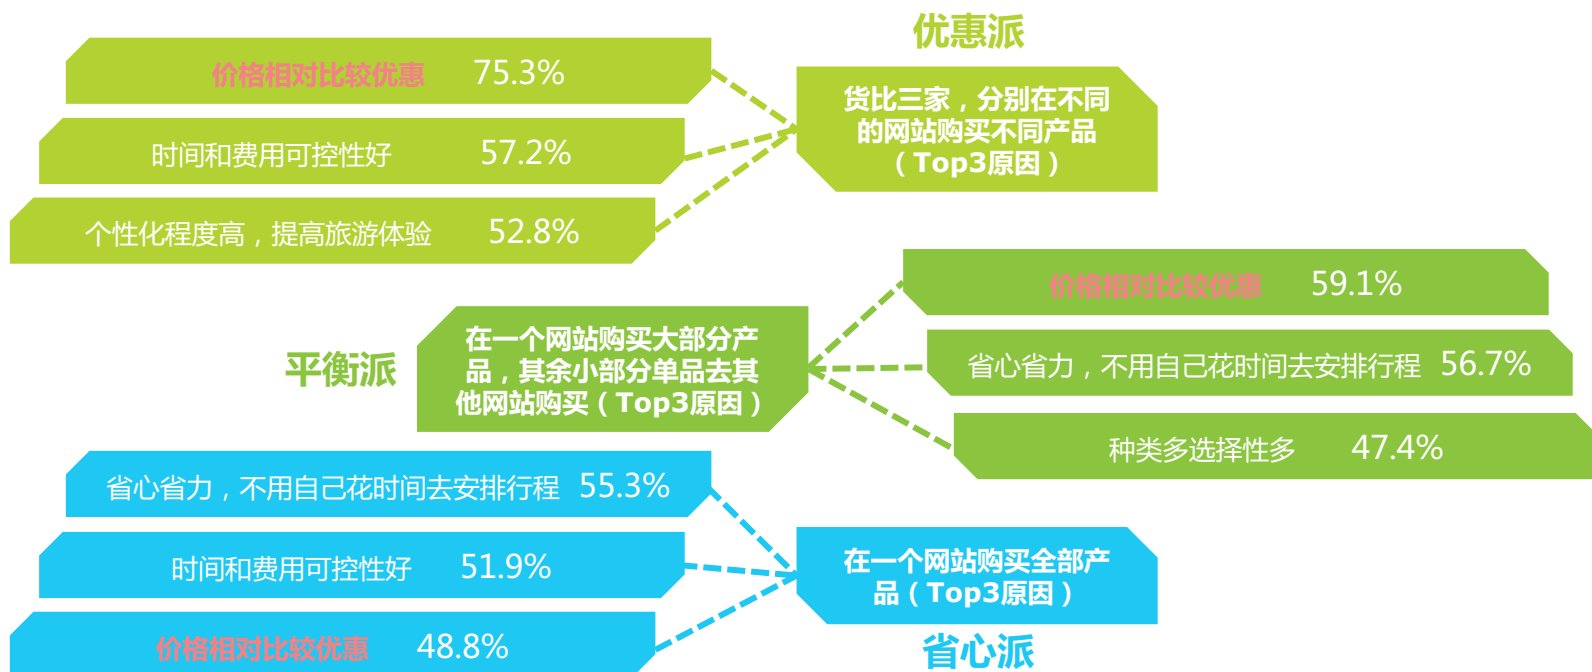 优惠派
价格相对比较优惠 75.3%
时间和费用可控性好 57.2%
个性化程度高，提高旅游体验 52.8%
货比三家，分别在不同
的网站购买不同产品
（Top3原因）
平衡派
在一个网站购买大部分产
品，其余小部分单品去其
他网站购买（Top3原因）
价格相对比较优惠 59.1%
省心省力，不用自己花时间去安排行程 56.7%
种类多选择性多 47.4%
省心省力，不用自己花时间去安排行程 55.3%
时间和费用可控性好 51.9%
价格相对比较优惠 48.8%
在一个网站购买全部产
品（Top3原因）
省心派